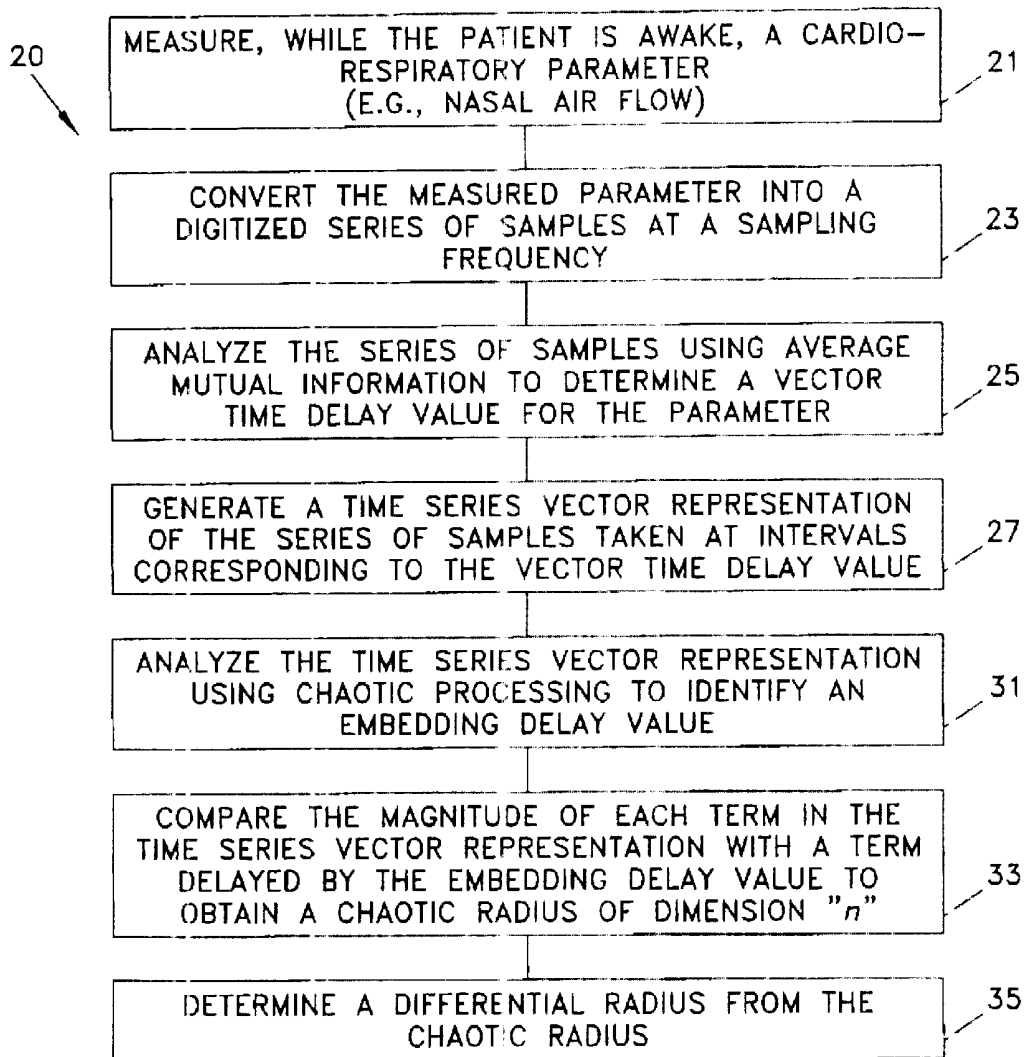 20
MEASURE, WHILE THE PATIENT IS AWAKE, A CARDIO-
RESPIRATORY PARAMETER
(E.G., NASAL AIR FLOW)
21
CONVERT THE MEASURED PARAMETER INTO A
DIGITIZED SERIES OF SAMPLES AT A SAMPLING
FREQUENCY
23
ANALYZE THE SERIES OF SAMPLES USING AVERAGE
MUTUAL INFORMATION TO DETERMINE A VECTOR
TIME DELAY VALUE FOR THE PARAMETER
25
GENERATE A TIME SERIES VECTOR REPRESENTATION
OF THE SERIES OF SAMPLES TAKEN AT INTERVALS
CORRESPONDING TO THE VECTOR TIME DELAY VALUE
27
ANALYZE THE TIME SERIES VECTOR REPRESENTATION
USING CHAOTIC PROCESSING TO IDENTIFY AN
EMBEDDING DELAY VALUE
31
COMPARE THE MAGNITUDE OF EACH TERM IN THE
TIME SERIES VECTOR REPRESENTATION WITH A TERM
DELAYED BY THE EMBEDDING DELAY VALUE TO
OBTAIN A CHAOTIC RADIUS OF DIMENSION "n"
33
DETERMINE A DIFFERENTIAL RADIUS FROM THE
CHAOTIC RADIUS
35